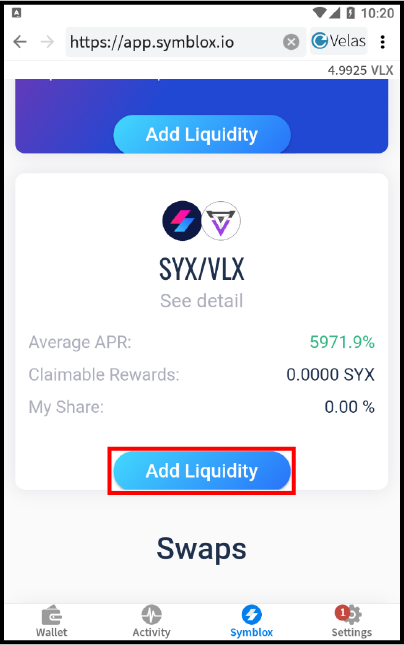 10:20
https://app.symblox.io
Velas
4.9925 VLX
Add Liquidity
SYX/VLX
See detail
Average APR: 5971.9%
Claimable Rewards: 0.0000 SYX
My Share: 0.00 %
Add Liquidity
Swaps
1
Wallet Activity Symblox Settings